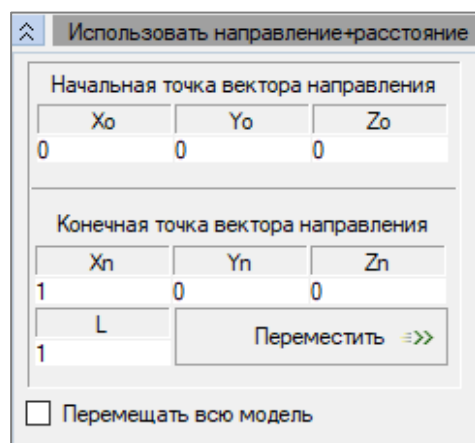 Использовать направление+расстояние
Начальная точка вектора направления
Xo Yo Zo
0 0 0
Конечная точка вектора направления
Xn Yn Zn
1 0 0
L
1
Переместить
Перемещать всю модель